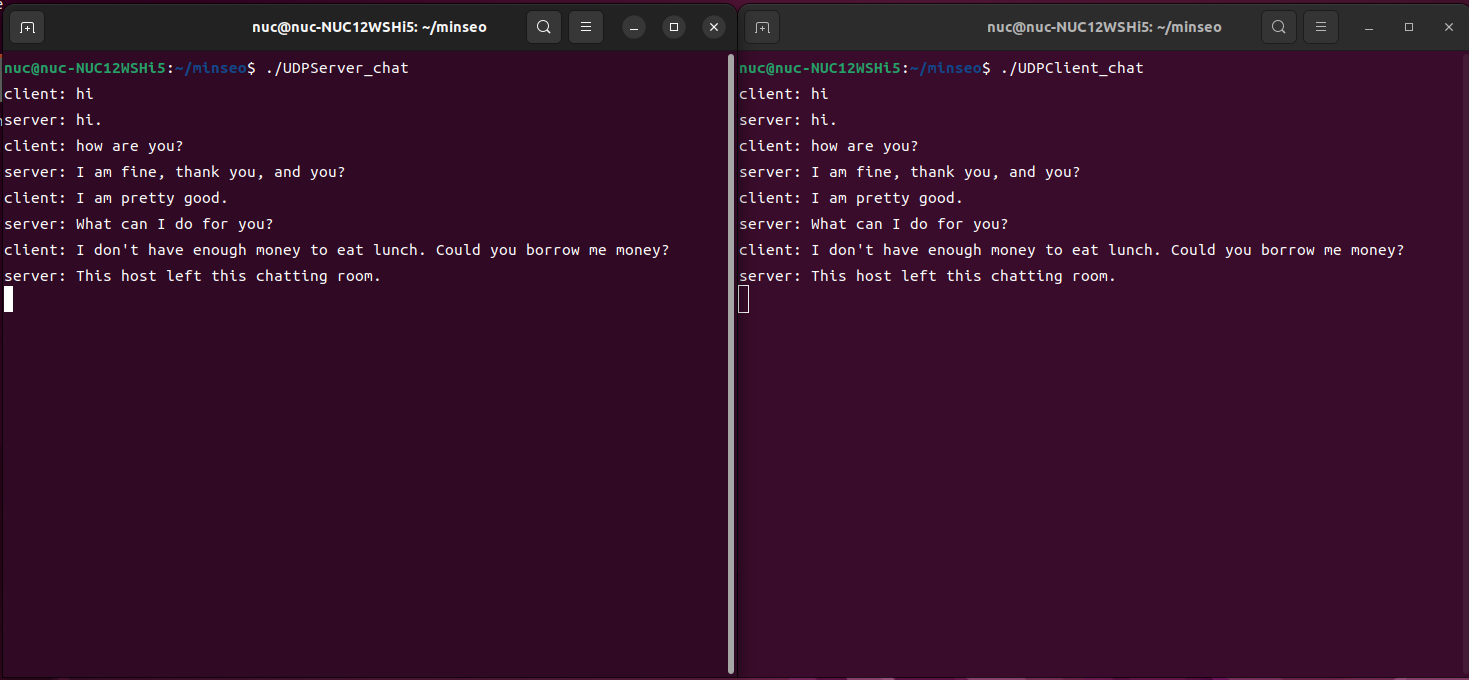 nuc@nuc-NUC12WSHi5: ~/minseo
nuc@nuc-NUC12WSHi5:~/minseo$ ./UDPServer_chat
client: hi
server: hi.
client: how are you?
server: I am fine, thank you, and you?
client: I am pretty good.
server: What can I do for you?
client: I don't have enough money to eat lunch. Could you borrow me money?
server: This host left this chatting room.
nuc@nuc-NUC12WSHi5: ~/minseo
nuc@nuc-NUC12WSHi5:~/minseo$ ./UDPClient_chat
client: hi
server: hi.
client: how are you?
server: I am fine, thank you, and you?
client: I am pretty good.
server: What can I do for you?
client: I don't have enough money to eat lunch. Could you borrow me money?
server: This host left this chatting room.